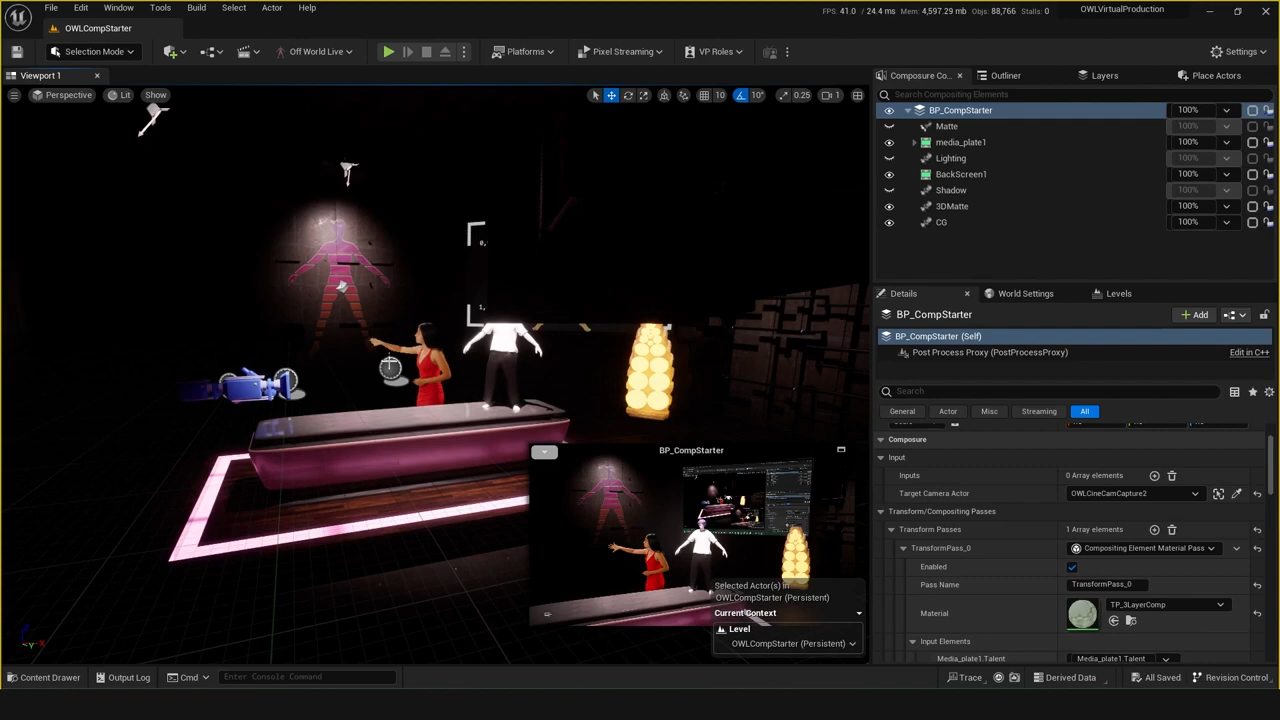 File Edit Window Tools Build Select Actor Help
FPS: 41.0 / 24.4 ms Mem: 4,597.29 mb Objs: 88,766 Stalls: 0
OWLVirtualProduction
OWLCompStarter
Selection Mode
Off World Live
Platforms
Pixel Streaming
VP Roles
Settings
Viewport 1
Perspective Lit Show
10 10° 0.25 1
Composure Co...
Outliner
Layers
Place Actors
Search Compositing Elements
BP_CompStarter 100%
Matte 100%
media_plate1 100%
Lighting 100%
BackScreen1 100%
Shadow 100%
3DMatte 100%
CG 100%
Details
World Settings
Levels
BP_CompStarter
Add
BP_CompStarter (Self)
Post Process Proxy (PostProcessProxy) Edit in C++
Search
General Actor Misc Streaming All
Composure
Input
Inputs 0 Array elements
Target Camera Actor OWLCineCamCapture2
Transform/Compositing Passes
Transform Passes 1 Array elements
TransformPass_0 Compositing Element Material Pass
Enabled
Pass Name TransformPass_0
Material TP_3LayerComp
Input Elements
Media_plate1.Talent Media_plate1.Talent
BP_CompStarter
Selected Actor(s) in
OWLCompStarter (Persistent)
Current Context
Level
OWLCompStarter (Persistent)
Content Drawer
Output Log
Cmd
Enter Console Command
Trace
Derived Data
All Saved
Revision Control